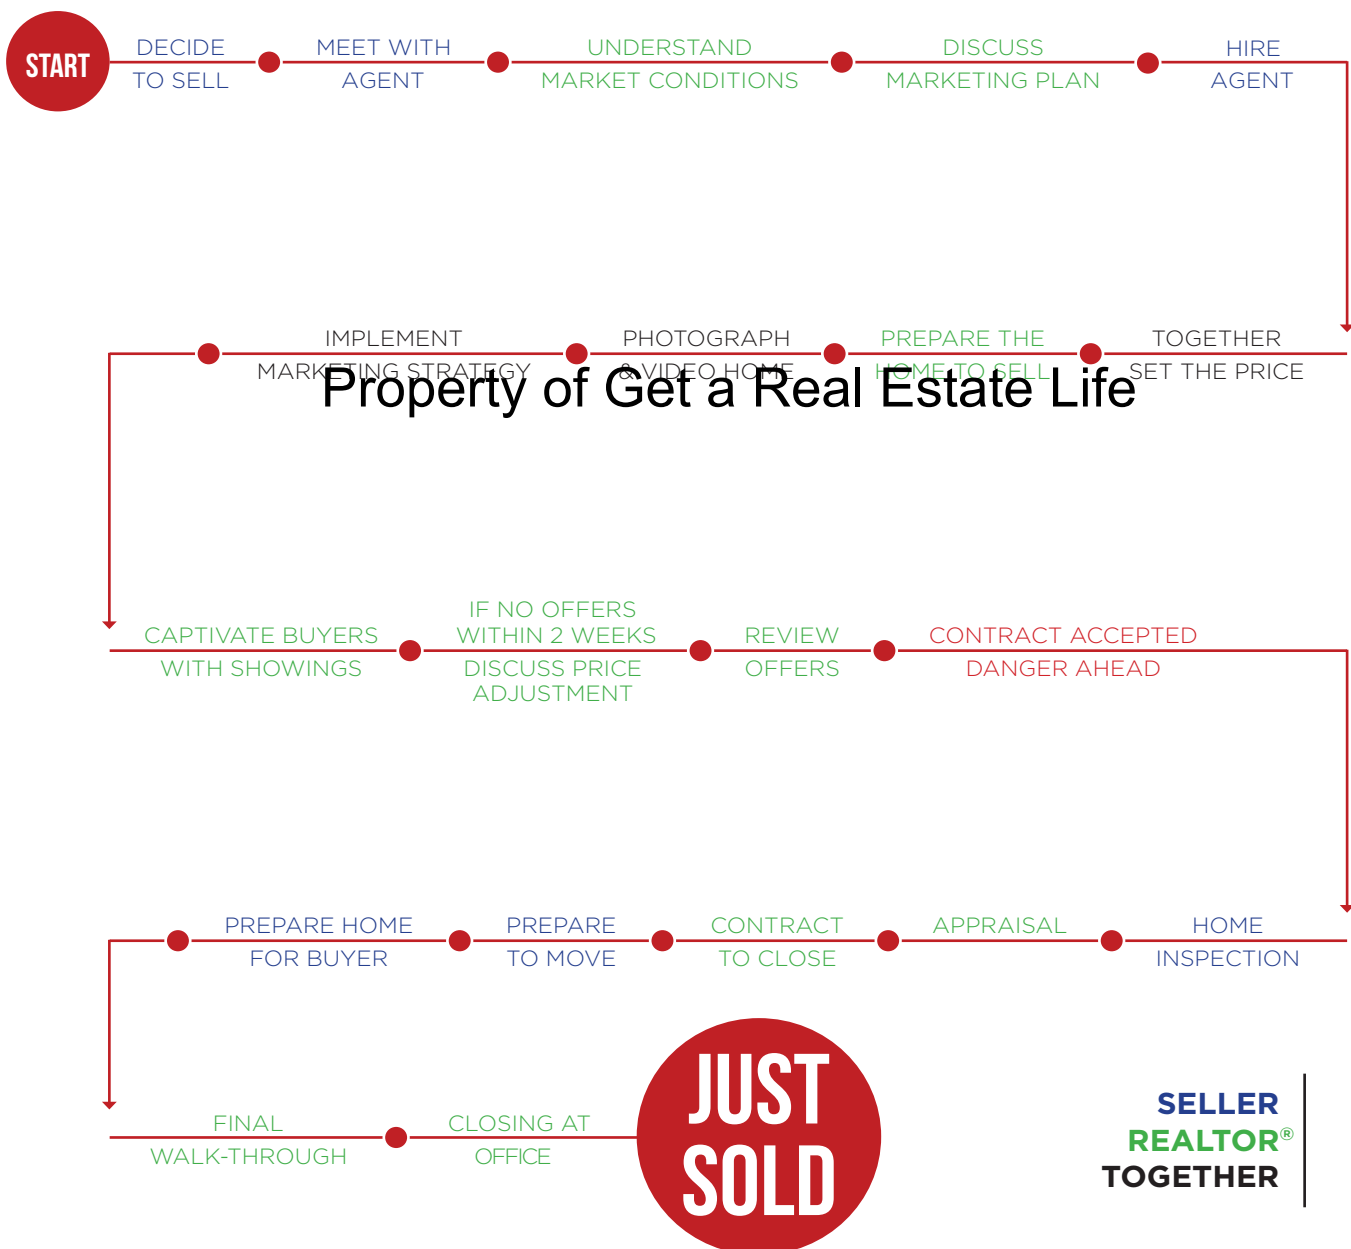 START
DECIDE
TO SELL
MEET WITH
AGENT
UNDERSTAND
MARKET CONDITIONS
DISCUSS
MARKETING PLAN
HIRE
AGENT
TOGETHER
SET THE PRICE
PREPARE THE
HOME TO SELL
PHOTOGRAPH
& VIDEO HOME
IMPLEMENT
MARKETING STRATEGY
Property of Get a Real Estate Life
CAPTIVATE BUYERS
WITH SHOWINGS
IF NO OFFERS
WITHIN 2 WEEKS
DISCUSS PRICE
ADJUSTMENT
REVIEW
OFFERS
CONTRACT ACCEPTED
DANGER AHEAD
HOME
INSPECTION
APPRAISAL
CONTRACT
TO CLOSE
PREPARE
TO MOVE
PREPARE HOME
FOR BUYER
FINAL
WALK-THROUGH
CLOSING AT
OFFICE
JUST
SOLD
SELLER
REALTOR®
TOGETHER